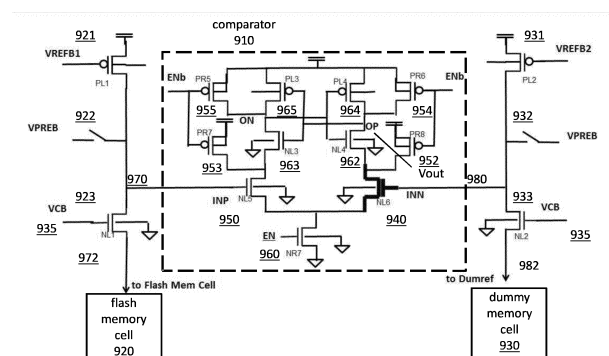 comparator
910
921
931
VREFB1
VREFB2
PL1
PL2
ENb
PR5
PL3
PL4
PR6
ENb
955
965
964
954
ON
OP
922
932
VPREB
VPREB
PR7
PR8
NL3
NL4
953
963
962
952
Vout
923
970
980
933
INP
NL5
NL6
INN
VCB
VCB
950
940
935
NL1
NL2
935
EN
NR7
960
972
982
to Flash Mem Cell
to Dumref
flash
memory
cell
920
dummy
memory
cell
930